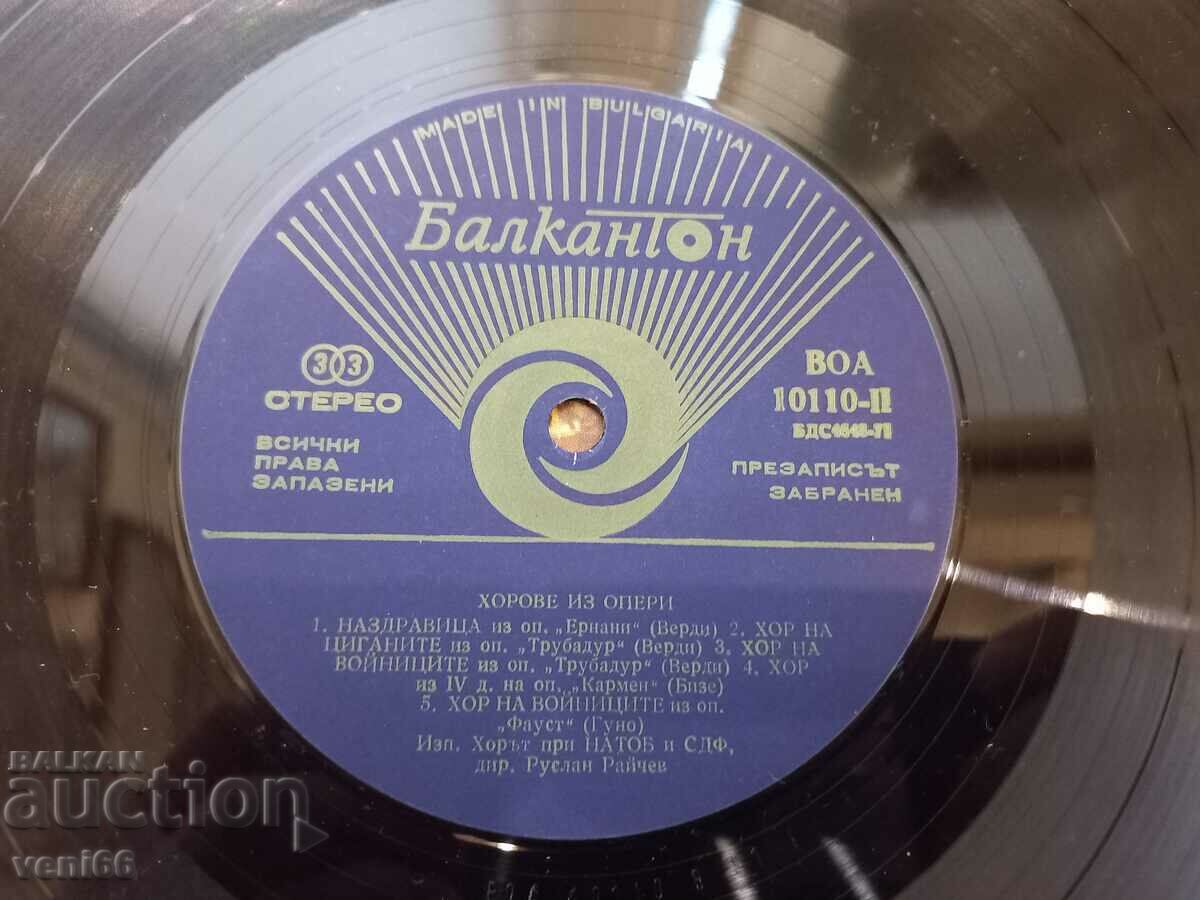 MADE IN BULGARIA
Балкантон
33
СТЕРЕО
ВСИЧКИ
ПРАВА
ЗАПАЗЕНИ
ВОА
10110-II
БДС
ПРЕЗАПИСЪТ
ЗАБРАНЕН
ХОРОВЕ ИЗ ОПЕРИ
1. НАЗДРАВИЦА из оп. „Ернани“ (Верди) 2. ХОР НА
ЦИГАНИТЕ из оп. „Трубадур“ (Верди) 3. ХОР НА
ВОЙНИЦИТЕ из оп. „Трубадур“ (Верди) 4. ХОР
из IV д. на оп. „Кармен“ (Бизе)
5. ХОР НА ВОЙНИЦИТЕ из оп.
„Фауст“ (Гуно)
Изп. Хорът при НАТОБ и СДФ,
дир. Руслан Райчев
BALKAN
auction
veni66